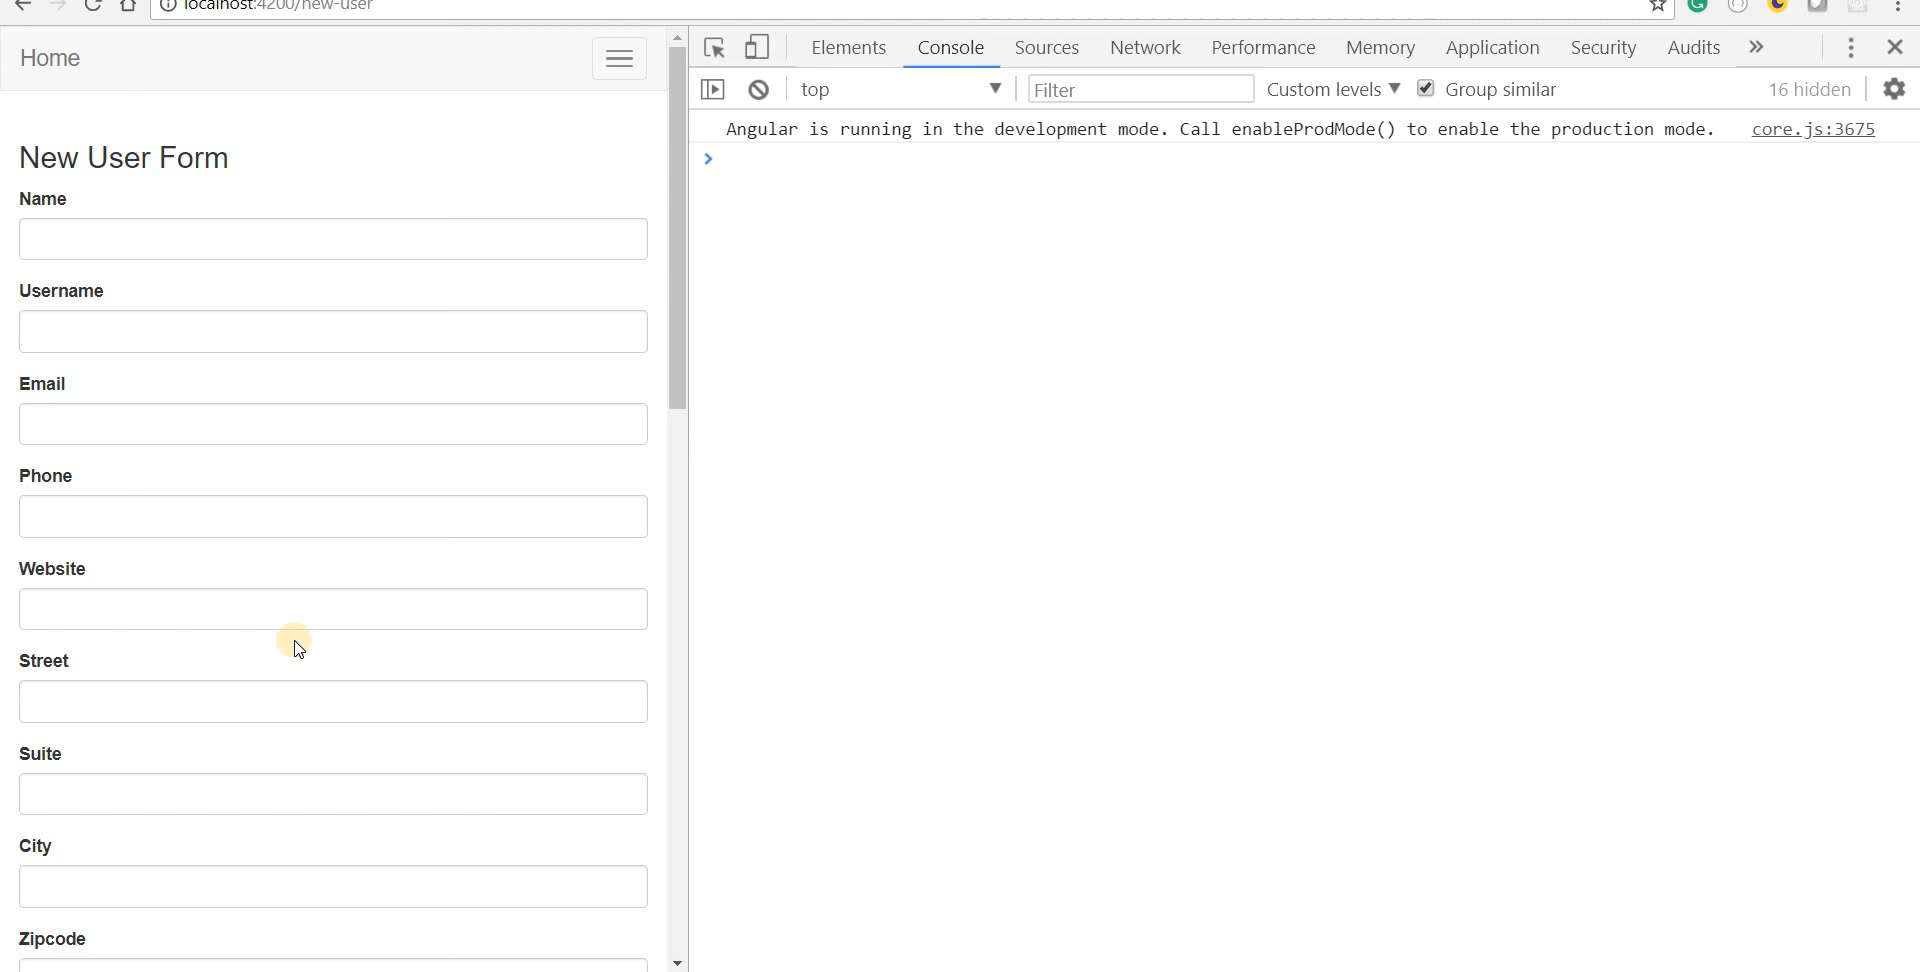 localhost:4200/new-user
Home
New User Form
Name
Username
Email
Phone
Website
Street
Suite
City
Zipcode
Elements Console Sources Network Performance Memory Application Security Audits »
top ▼ Filter Custom levels ▼ Group similar 16 hidden
Angular is running in the development mode. Call enableProdMode() to enable the production mode. core.js:3675